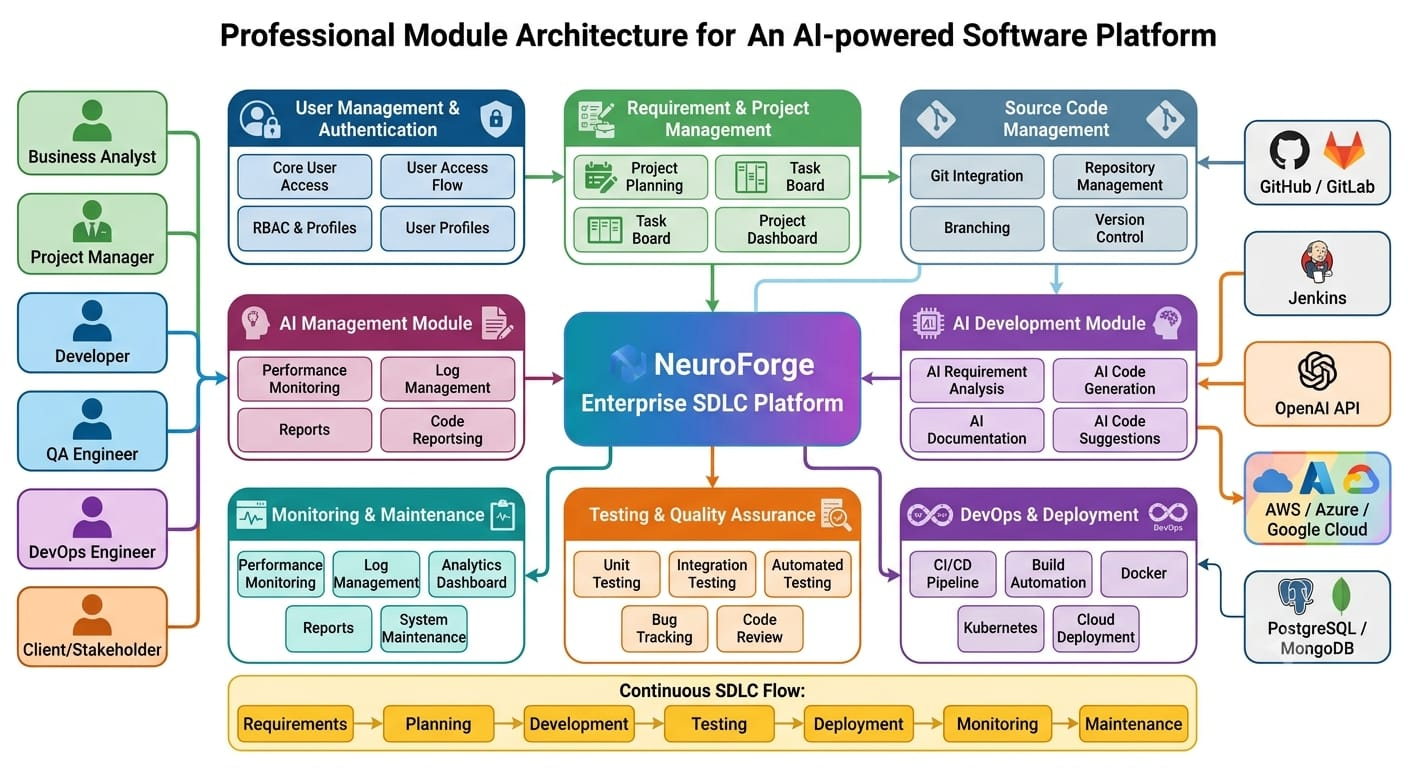 Professional Module Architecture for An AI-powered Software Platform
Business Analyst
Project Manager
Developer
QA Engineer
DevOps Engineer
Client/Stakeholder
User Management &
Authentication
Core User
Access
User Access
Flow
RBAC & Profiles
User Profiles
Requirement & Project
Management
Project
Planning
Task
Board
Task
Board
Project
Dashboard
Source Code
Management
Git Integration
Repository
Management
Branching
Version
Control
AI Management Module
Performance
Monitoring
Log
Management
Reports
Code
Reportsing
NeuroForge
Enterprise SDLC Platform
AI Development Module
AI
AI Requirement
Analysis
AI Code
Generation
AI
Documentation
AI Code
Suggestions
Monitoring & Maintenance
Performance
Monitoring
Log
Management
Analytics
Dashboard
Reports
System
Maintenance
Testing & Quality Assurance
Unit
Testing
Integration
Testing
Automated
Testing
Bug
Tracking
Code
Review
DevOps & Deployment
DevOps
CI/CD
Pipeline
Build
Automation
Docker
Kubernetes
Cloud
Deployment
GitHub / GitLab
Jenkins
OpenAI API
AWS / Azure /
Google Cloud
PostgreSQL /
MongoDB
Continuous SDLC Flow:
Requirements
Planning
Development
Testing
Deployment
Monitoring
Maintenance